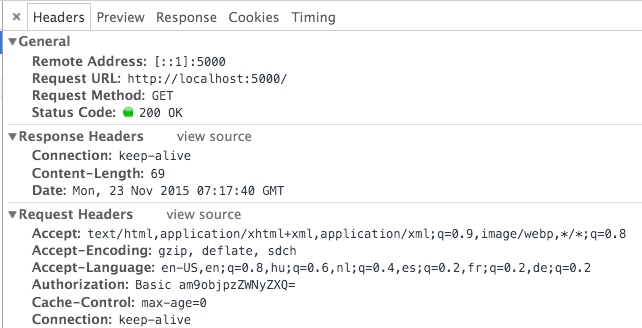 × Headers Preview Response Cookies Timing
▼General
Remote Address: [::1]:5000
Request URL: http://localhost:5000/
Request Method: GET
Status Code: 200 OK
▼Response Headers view source
Connection: keep-alive
Content-Length: 69
Date: Mon, 23 Nov 2015 07:17:40 GMT
▼Request Headers view source
Accept: text/html,application/xhtml+xml,application/xml;q=0.9,image/webp,*/*;q=0.8
Accept-Encoding: gzip, deflate, sdch
Accept-Language: en-US,en;q=0.8,hu;q=0.6,nl;q=0.4,es;q=0.2,fr;q=0.2,de;q=0.2
Authorization: Basic am9objpzZWNyZXQ=
Cache-Control: max-age=0
Connection: keep-alive